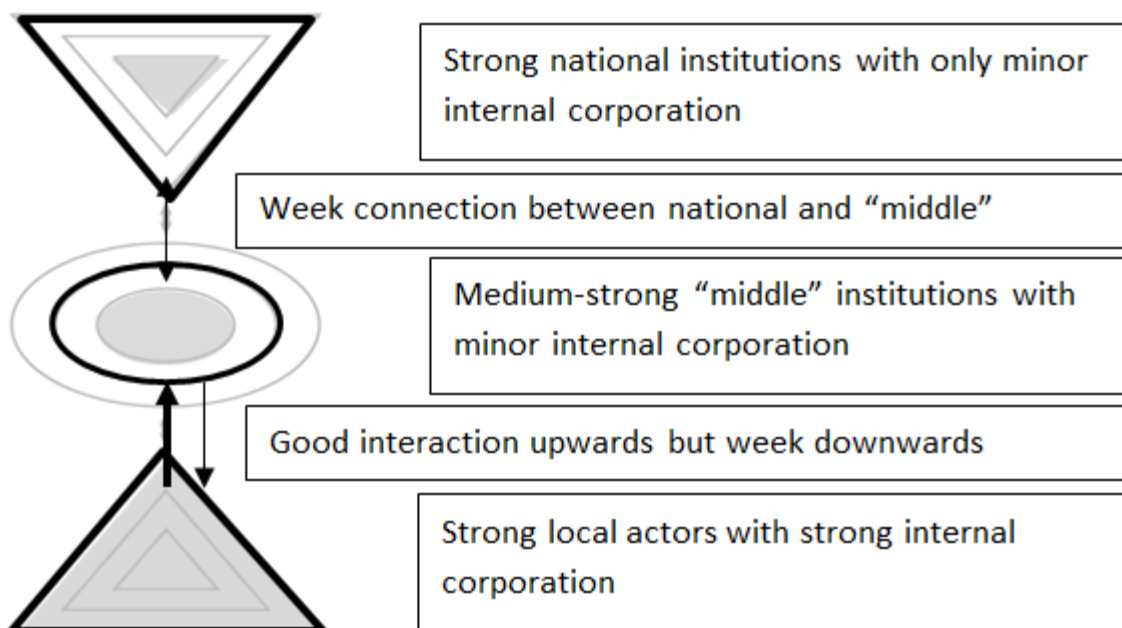 Strong national institutions with only minor
internal corporation
Week connection between national and “middle”
Medium-strong “middle” institutions with
minor internal corporation
Good interaction upwards but week downwards
Strong local actors with strong internal
corporation